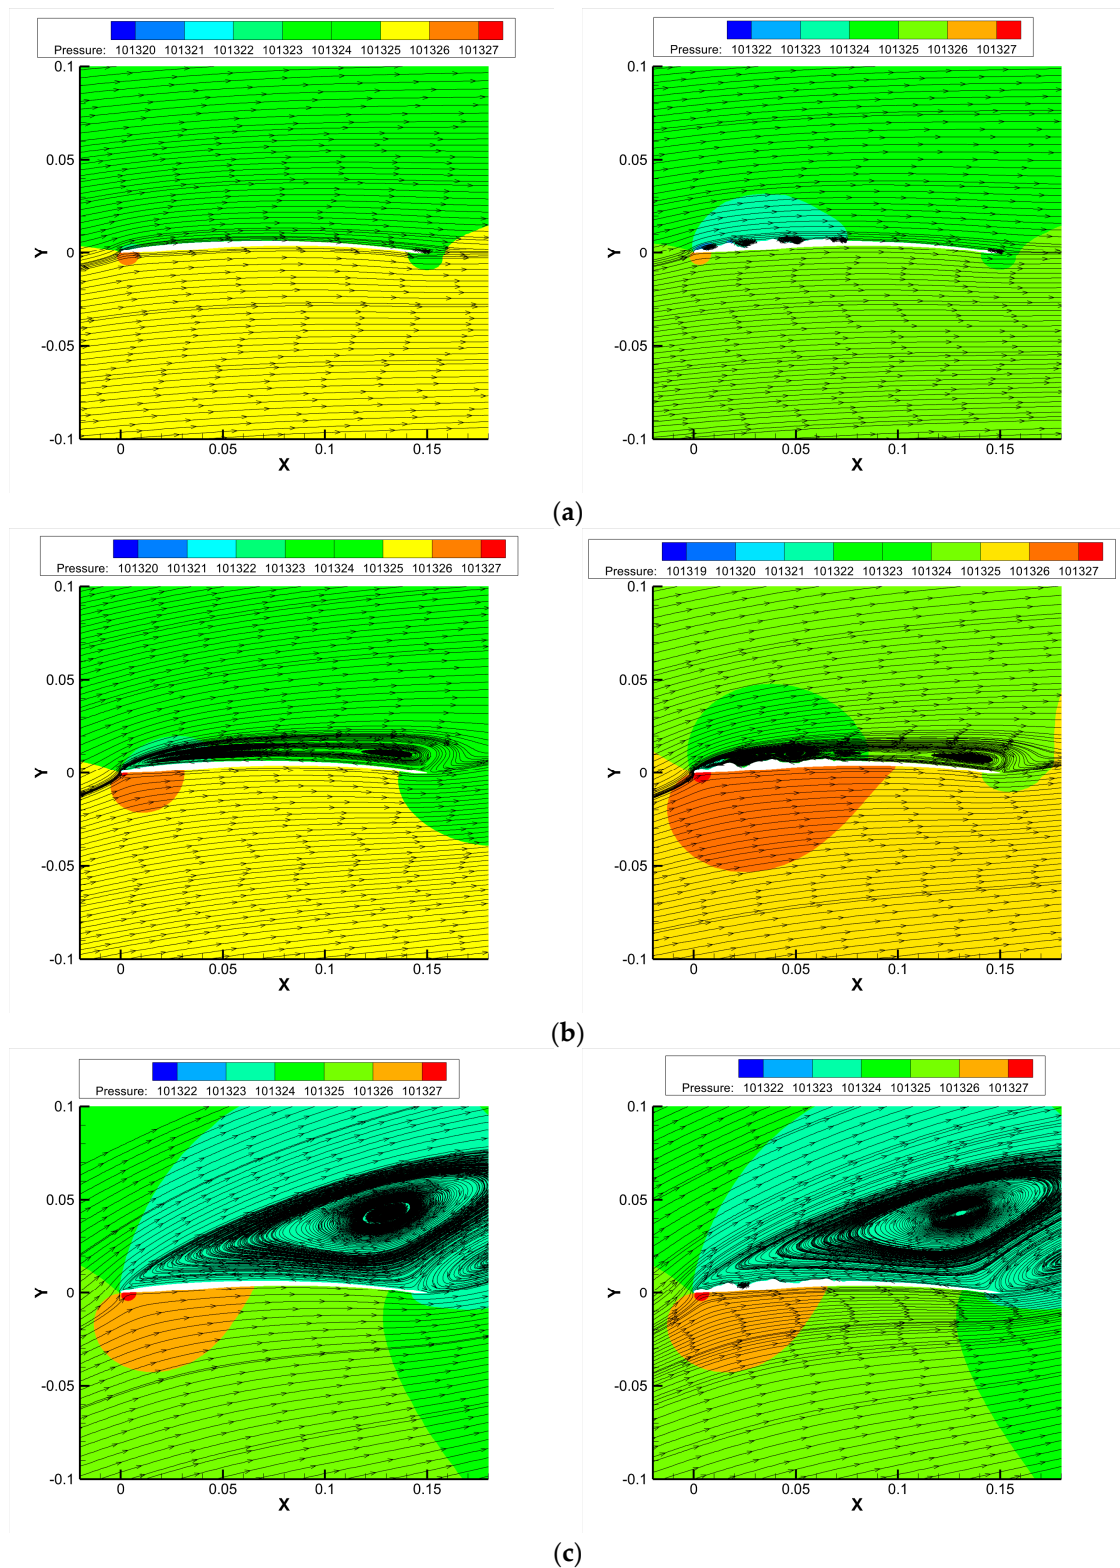 Pressure: 101320 101321 101322 101323 101324 101325 101326 101327
0.1
0.05
Y
0
-0.05
-0.1
0 0.05 0.1 0.15
X
Pressure: 101322 101323 101324 101325 101326 101327
0.1
0.05
Y
0
-0.05
-0.1
0 0.05 0.1 0.15
X
(a)
Pressure: 101320 101321 101322 101323 101324 101325 101326 101327
0.1
0.05
Y
0
-0.05
-0.1
0 0.05 0.1 0.15
X
Pressure: 101319 101320 101321 101322 101323 101324 101325 101326 101327
0.1
0.05
Y
0
-0.05
-0.1
0 0.05 0.1 0.15
X
(b)
Pressure: 101322 101323 101324 101325 101326 101327
0.1
0.05
Y
0
-0.05
-0.1
0 0.05 0.1 0.15
X
Pressure: 101322 101323 101324 101325 101326 101327
0.1
0.05
Y
0
-0.05
-0.1
0 0.05 0.1 0.15
X
(c)